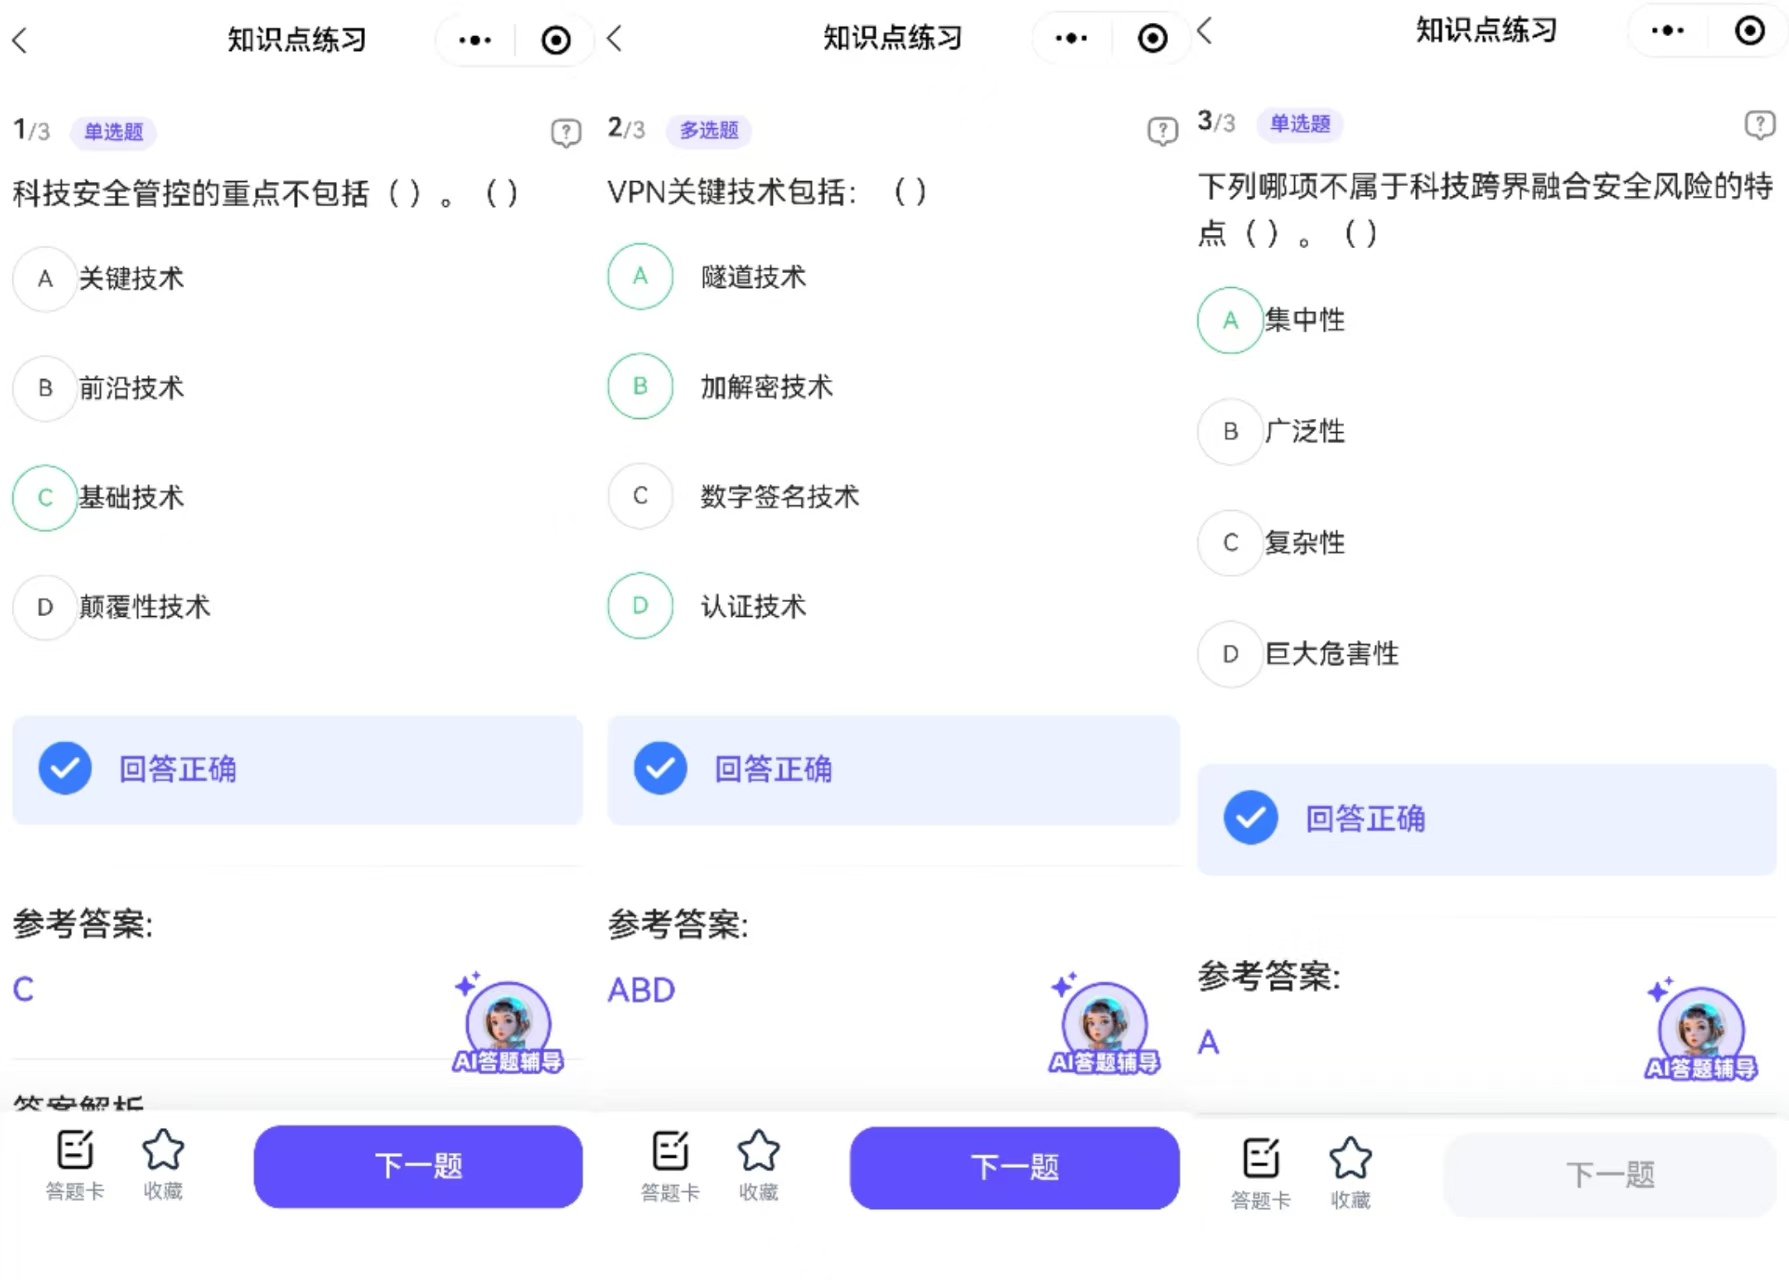 知识点练习
1/3 单选题
科技安全管控的重点不包括（ ）。（ ）
A 关键技术
B 前沿技术
C 基础技术
D 颠覆性技术
回答正确
参考答案:
C
AI答题辅导
答案解析
答题卡
收藏
下一题
知识点练习
2/3 多选题
VPN关键技术包括：（ ）
A 隧道技术
B 加解密技术
C 数字签名技术
D 认证技术
回答正确
参考答案:
ABD
AI答题辅导
答题卡
收藏
下一题
知识点练习
3/3 单选题
下列哪项不属于科技跨界融合安全风险的特
点（ ）。（ ）
A 集中性
B 广泛性
C 复杂性
D 巨大危害性
回答正确
参考答案:
A
AI答题辅导
答题卡
收藏
下一题